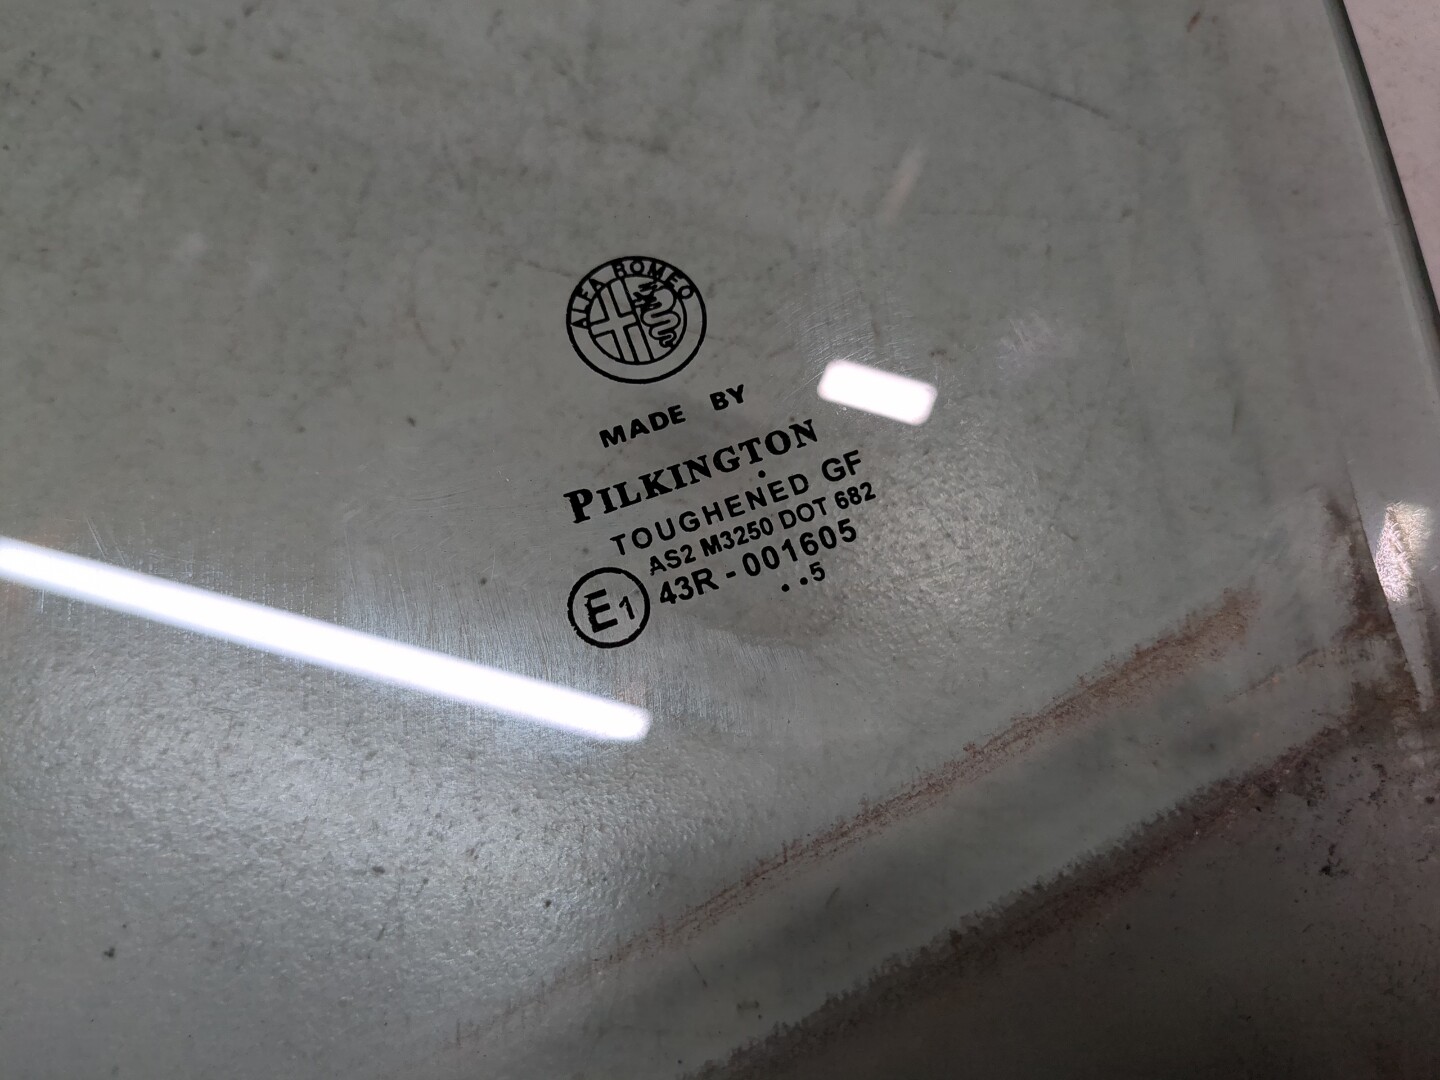 ALFA ROMEO
MADE BY
PILKINGTON
.
TOUGHENED GF
AS2 M3250 DOT 682
E1 43R - 001605
. . 5